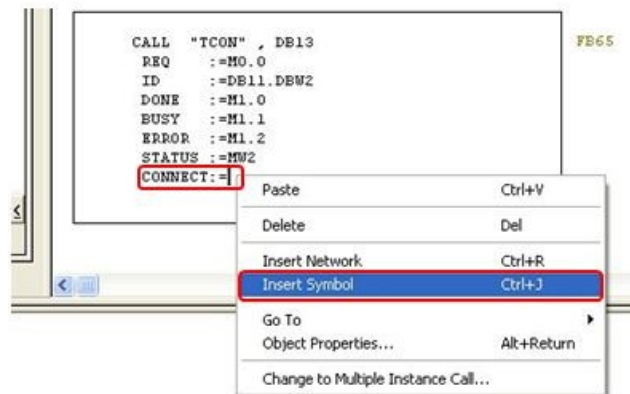 CALL "TCON" , DB13 FB65
REQ :=M0.0
ID :=DB11.DBW2
DONE :=M1.0
BUSY :=M1.1
ERROR :=M1.2
STATUS :=MW2
CONNECT:=
Paste Ctrl+V
Delete Del
Insert Network Ctrl+R
Insert Symbol Ctrl+J
Go To
Object Properties... Alt+Return
Change to Multiple Instance Call...